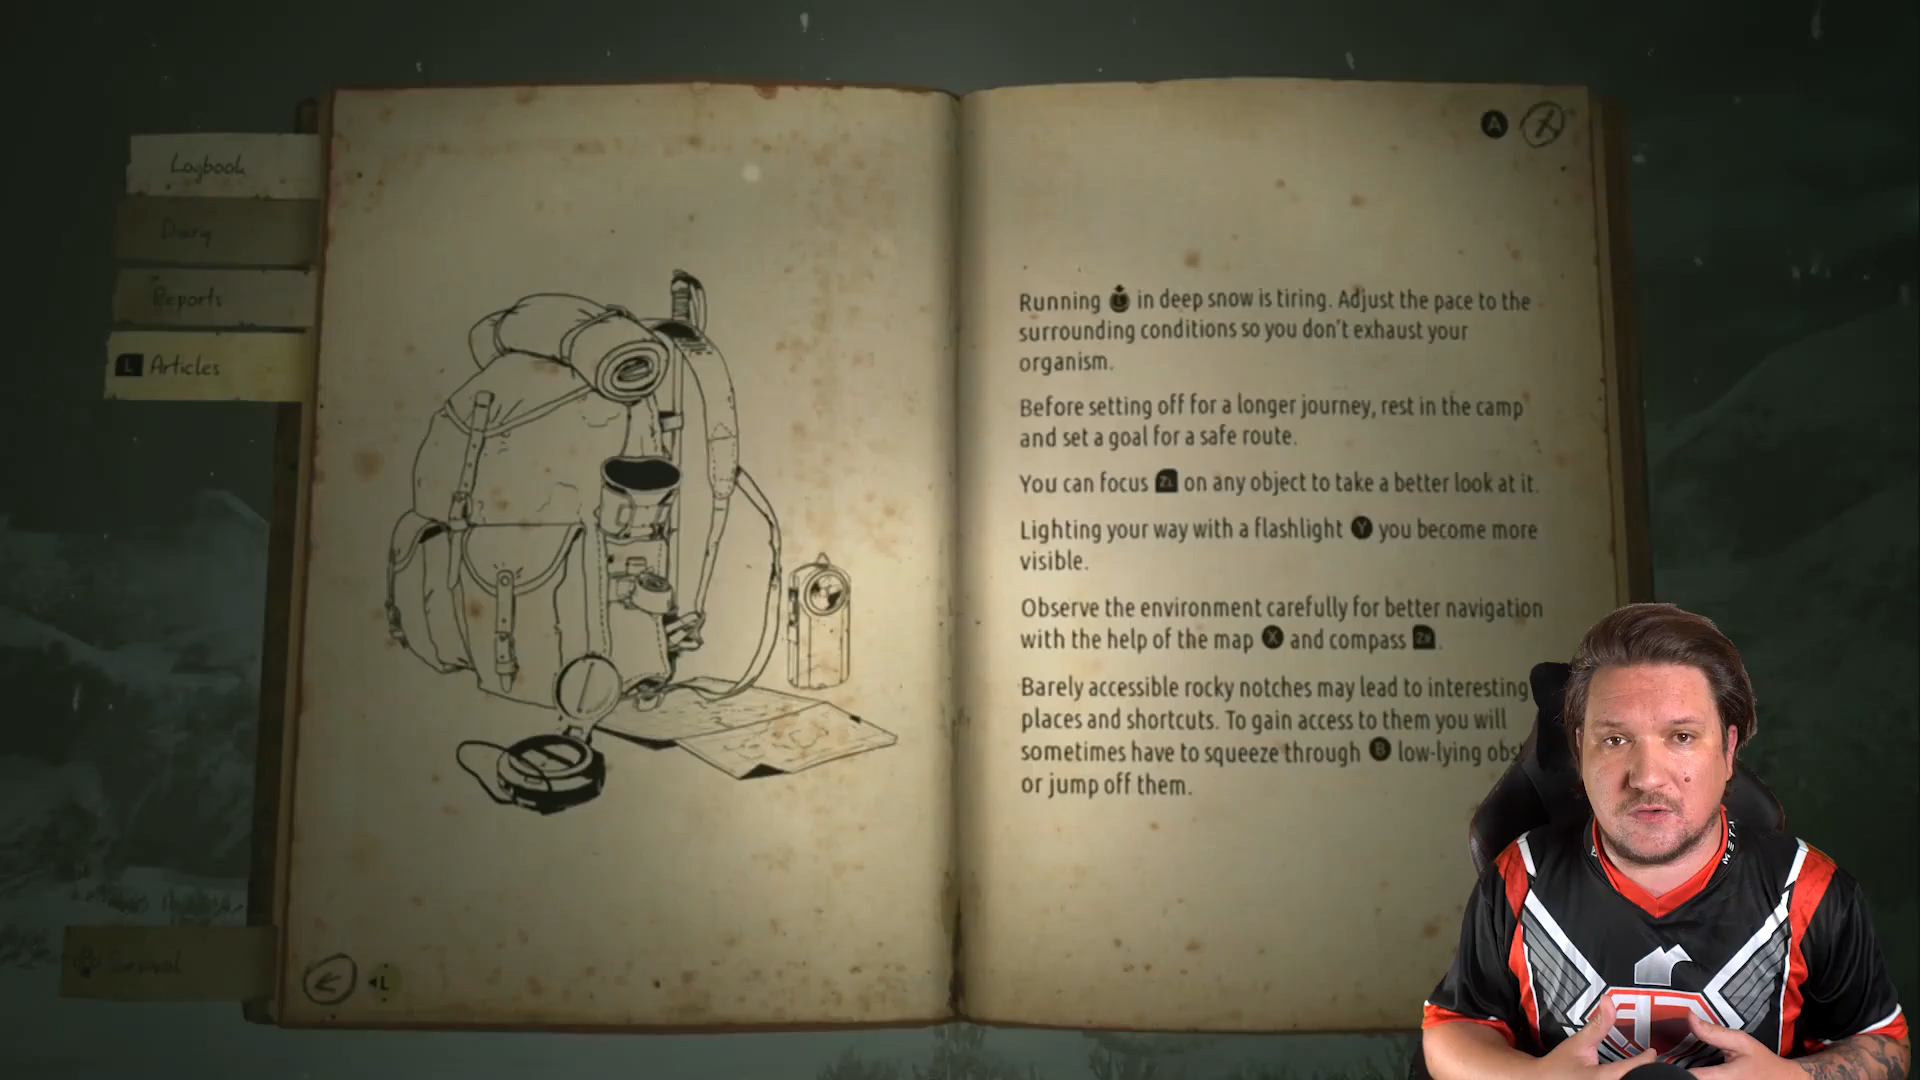 Logbook
Diary
Reports
L Articles
Survival
L
A
Running L in deep snow is tiring. Adjust the pace to the
surrounding conditions so you don't exhaust your
organism.
Before setting off for a longer journey, rest in the camp
and set a goal for a safe route.
You can focus ZL on any object to take a better look at it.
Lighting your way with a flashlight Y you become more
visible.
Observe the environment carefully for better navigation
with the help of the map X and compass ZR.
Barely accessible rocky notches may lead to interesting
places and shortcuts. To gain access to them you will
sometimes have to squeeze through B low-lying
or jump off them.